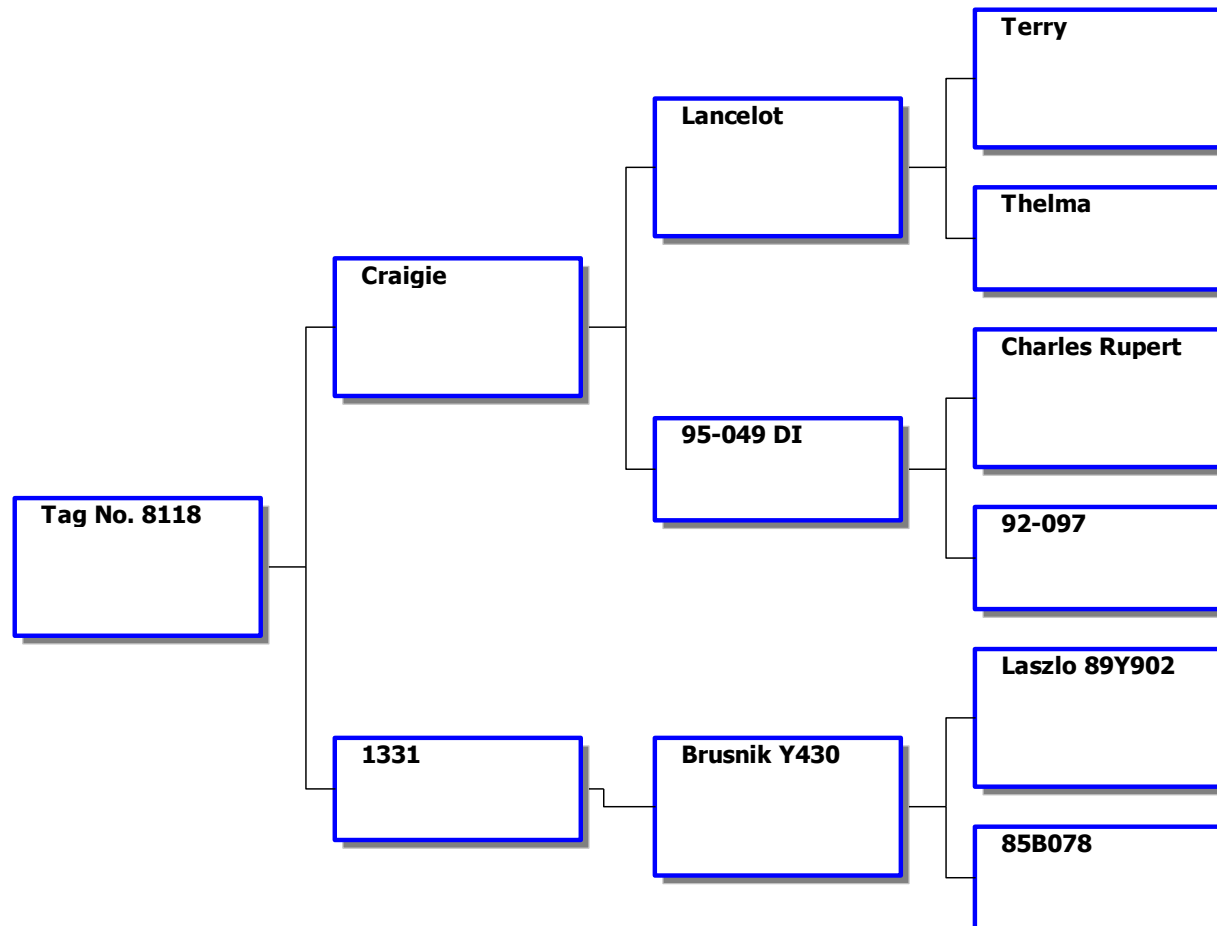 Terry
Lancelot
Thelma
Craigie
Charles Rupert
95-049 DI
92-097
Tag No. 8118
Laszlo 89Y902
1331
Brusnik Y430
85B078